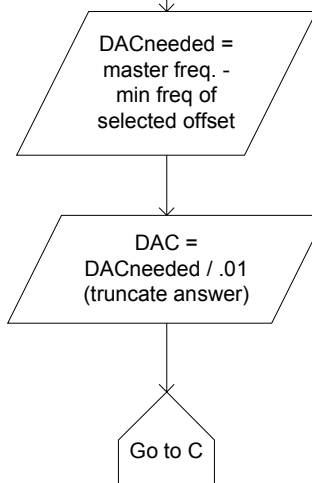 DACneeded =
master freq. -
min freq of
selected offset
DAC =
DACneeded / .01
(truncate answer)
Go to C